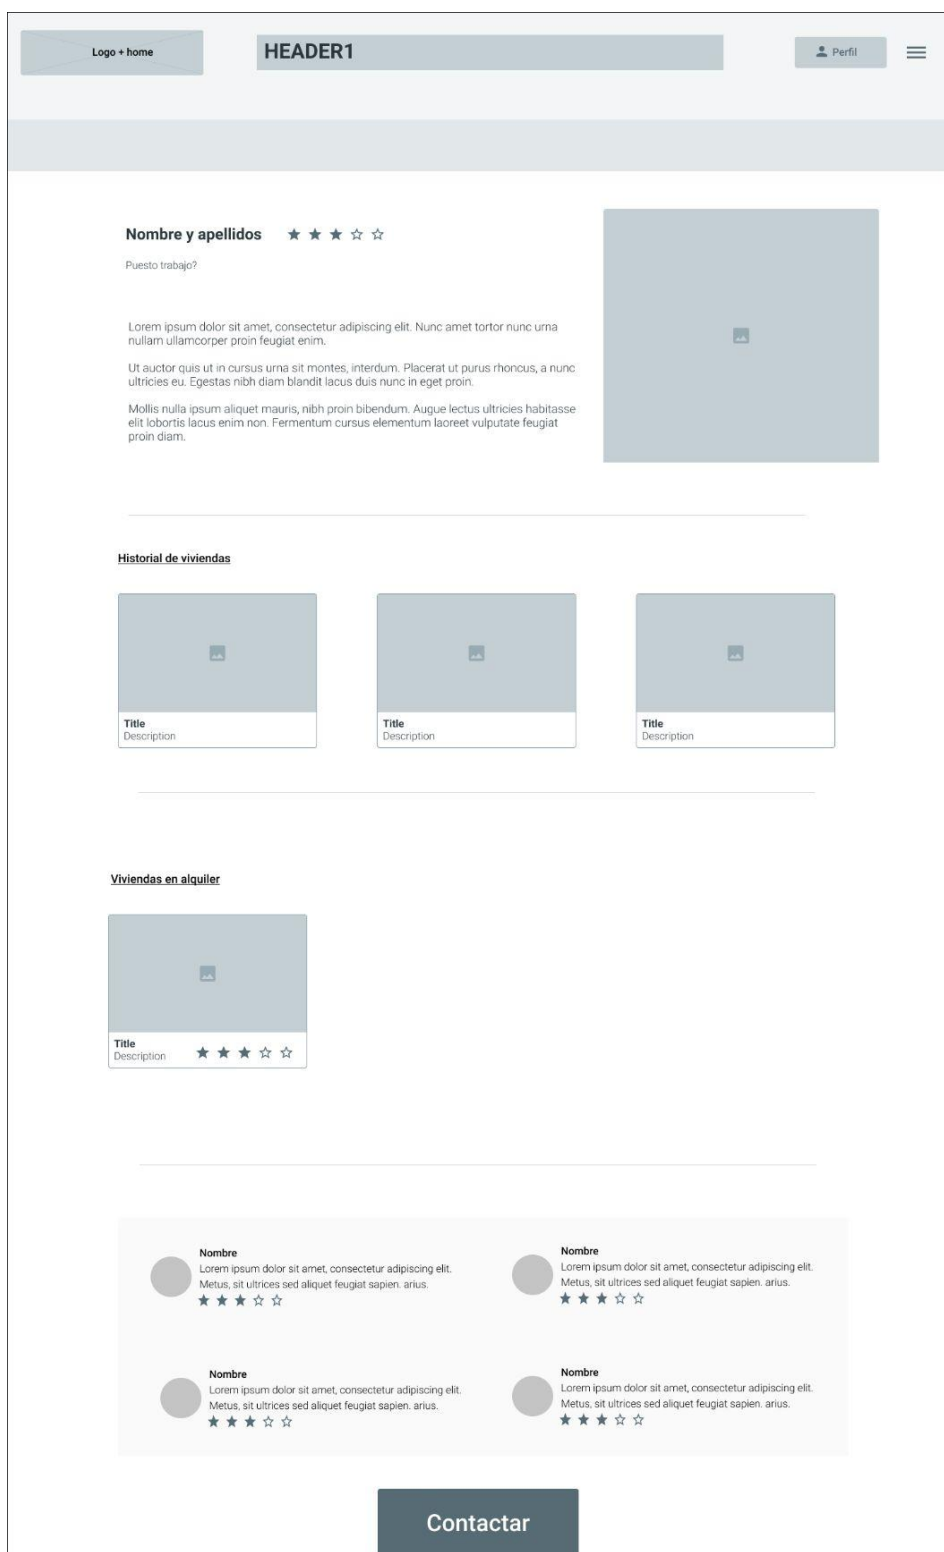 Logo + home
HEADER1
Perfil
Nombre y apellidos
Puesto trabajo?
Lorem ipsum dolor sit amet, consectetur adipiscing elit. Nunc amet tortor nunc urna
nullam ullamcorper proin feugiat enim.
Ut auctor quis ut in cursus urna sit montes, interdum. Placerat ut purus rhoncus, a nunc
ultricies eu. Egestas nibh diam blandit lacus duis nunc in eget proin.
Mollis nulla ipsum aliquet mauris, nibh proin bibendum. Augue lectus ultricies habitasse
elit lobortis lacus enim non. Fermentum cursus elementum laoreet vulputate feugiat
proin diam.
Historial de viviendas
Title
Description
Title
Description
Title
Description
Viviendas en alquiler
Title
Description
Nombre
Lorem ipsum dolor sit amet, consectetur adipiscing elit.
Metus, sit ultrices sed aliquet feugiat sapien. arius.
Nombre
Lorem ipsum dolor sit amet, consectetur adipiscing elit.
Metus, sit ultrices sed aliquet feugiat sapien. arius.
Nombre
Lorem ipsum dolor sit amet, consectetur adipiscing elit.
Metus, sit ultrices sed aliquet feugiat sapien. arius.
Nombre
Lorem ipsum dolor sit amet, consectetur adipiscing elit.
Metus, sit ultrices sed aliquet feugiat sapien. arius.
Contactar